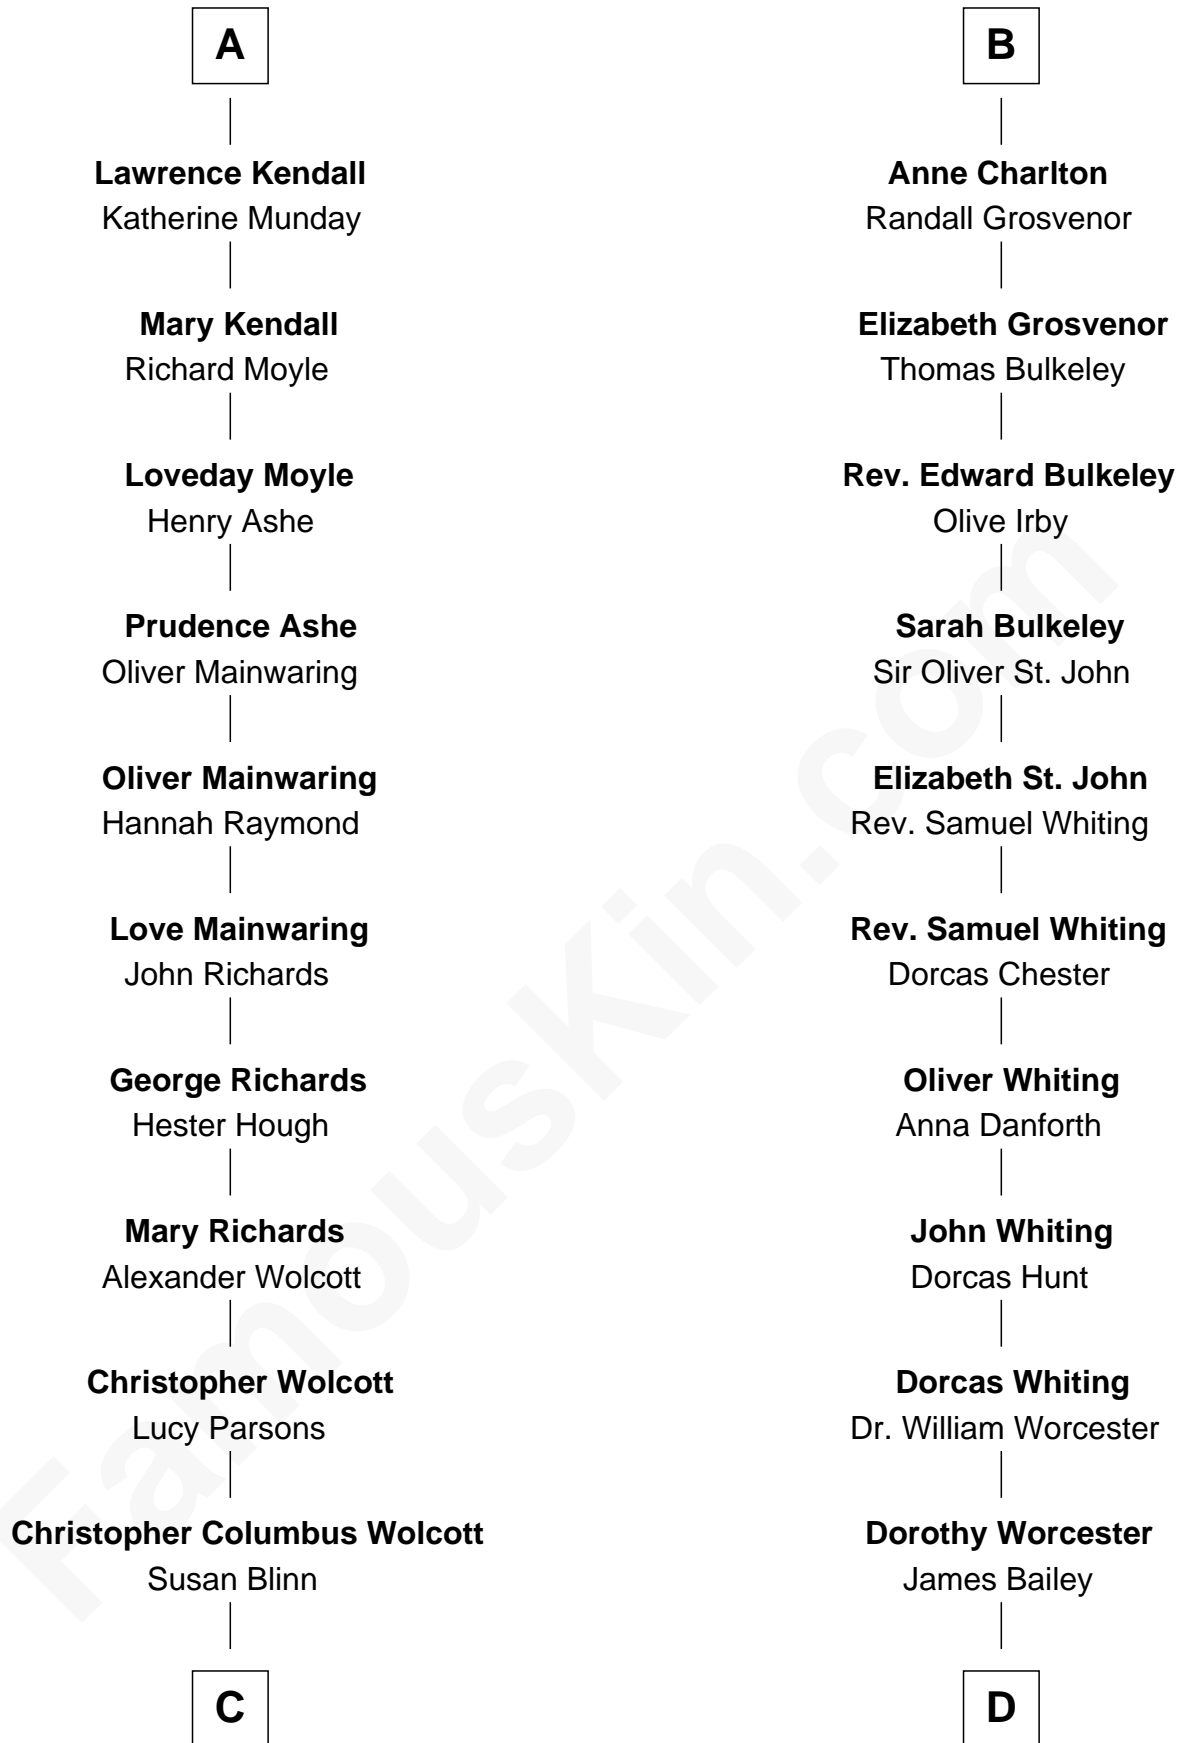 A
Lawrence Kendall
Katherine Munday
Mary Kendall
Richard Moyle
Loveday Moyle
Henry Ashe
Prudence Ashe
Oliver Mainwaring
Oliver Mainwaring
Hannah Raymond
Love Mainwaring
John Richards
George Richards
Hester Hough
Mary Richards
Alexander Wolcott
Christopher Wolcott
Lucy Parsons
Christopher Columbus Wolcott
Susan Blinn
C
B
Anne Charlton
Randall Grosvenor
Elizabeth Grosvenor
Thomas Bulkeley
Rev. Edward Bulkeley
Olive Irby
Sarah Bulkeley
Sir Oliver St. John
Elizabeth St. John
Rev. Samuel Whiting
Rev. Samuel Whiting
Dorcas Chester
Oliver Whiting
Anna Danforth
John Whiting
Dorcas Hunt
Dorcas Whiting
Dr. William Worcester
Dorothy Worcester
James Bailey
D
FamousKin.com